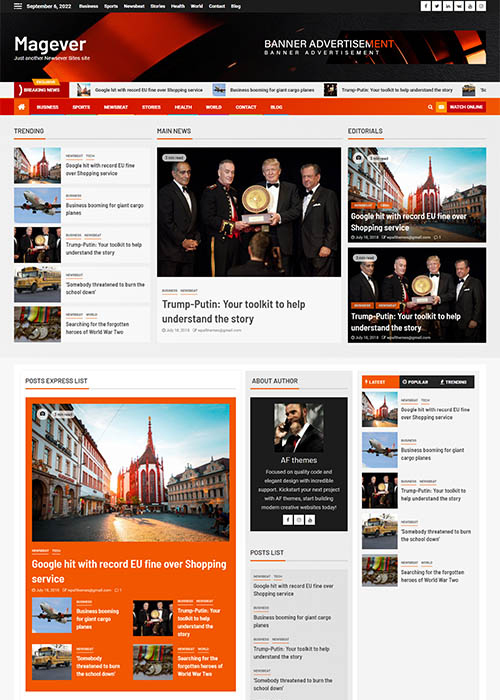 September 6, 2022 Business Sports Newsbeat Stories Health World Contact Blog
Magever
Just another Newsever Sites site
BANNER ADVERTISEMENT
BANNER ADVERTISEMENT
EXCLUSIVE
BREAKING NEWS
Google hit with record EU fine over Shopping service
Business booming for giant cargo planes
Trump-Putin: Your toolkit to help understand the story
BUSINESS SPORTS NEWSBEAT STORIES HEALTH WORLD CONTACT BLOG
WATCH ONLINE
TRENDING
NEWSBEAT TECH
Google hit with record EU fine
over Shopping service
BUSINESS
Business booming for giant cargo
planes
BUSINESS NEWSBEAT
Trump-Putin: Your toolkit to help
understand the story
NEWSBEAT
'Somebody threatened to burn the
school down'
NEWSBEAT WORLD
Searching for the forgotten
heroes of World War Two
MAIN NEWS
2 min read
BUSINESS NEWSBEAT
Trump-Putin: Your toolkit to help
understand the story
July 18, 2018 wpafthemes@gmail.com
EDITORIALS
3 min read
NEWSBEAT TECH
Google hit with record EU fine over
Shopping service
July 18, 2018 wpafthemes@gmail.com 1
3 min read
BUSINESS NEWSBEAT
Trump-Putin: Your toolkit to help
understand the story
July 18, 2018 wpafthemes@gmail.com
POSTS EXPRESS LIST
3 min read
NEWSBEAT TECH
Google hit with record EU fine over Shopping
service
July 18, 2018 wpafthemes@gmail.com 1
BUSINESS
Business booming
for giant cargo
planes
BUSINESS NEWSBEAT
Trump-Putin: Your
toolkit to help
understand the
story
NEWSBEAT
'Somebody
threatened to burn
the school down'
NEWSBEAT WORLD
Searching for the
forgotten heroes of
World War Two
ABOUT AUTHOR
AF themes
Focused on quality code and
elegant design with incredible
support. Kickstart your next project
with AF themes, start building
modern creative websites today!
POSTS LIST
NEWSBEAT TECH
Google hit with record EU fine over
Shopping service
BUSINESS
Business booming for giant cargo
planes
BUSINESS NEWSBEAT
Trump-Putin: Your toolkit to help
understand the story
NEWSBEAT
'Somebody threatened to burn the
school down'
LATEST POPULAR TRENDING
NEWSBEAT TECH
Google hit with record EU fine
over Shopping service
BUSINESS
Business booming for giant
cargo planes
BUSINESS NEWSBEAT
Trump-Putin: Your toolkit to
help understand the story
NEWSBEAT
'Somebody threatened to burn
the school down'
NEWSBEAT WORLD
Searching for the forgotten
heroes of World War Two